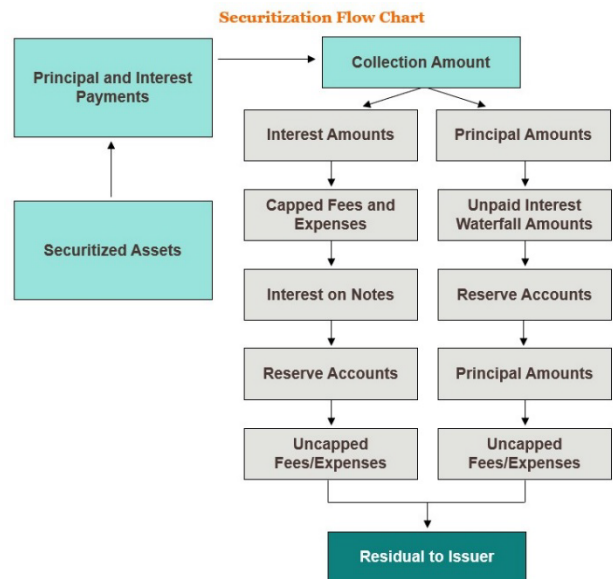 Securitization Flow Chart
Principal and Interest
Payments
Collection Amount
Securitized Assets
Interest Amounts
Principal Amounts
Capped Fees and
Expenses
Unpaid Interest
Waterfall Amounts
Interest on Notes
Reserve Accounts
Reserve Accounts
Principal Amounts
Uncapped
Fees/Expenses
Uncapped
Fees/Expenses
Residual to Issuer